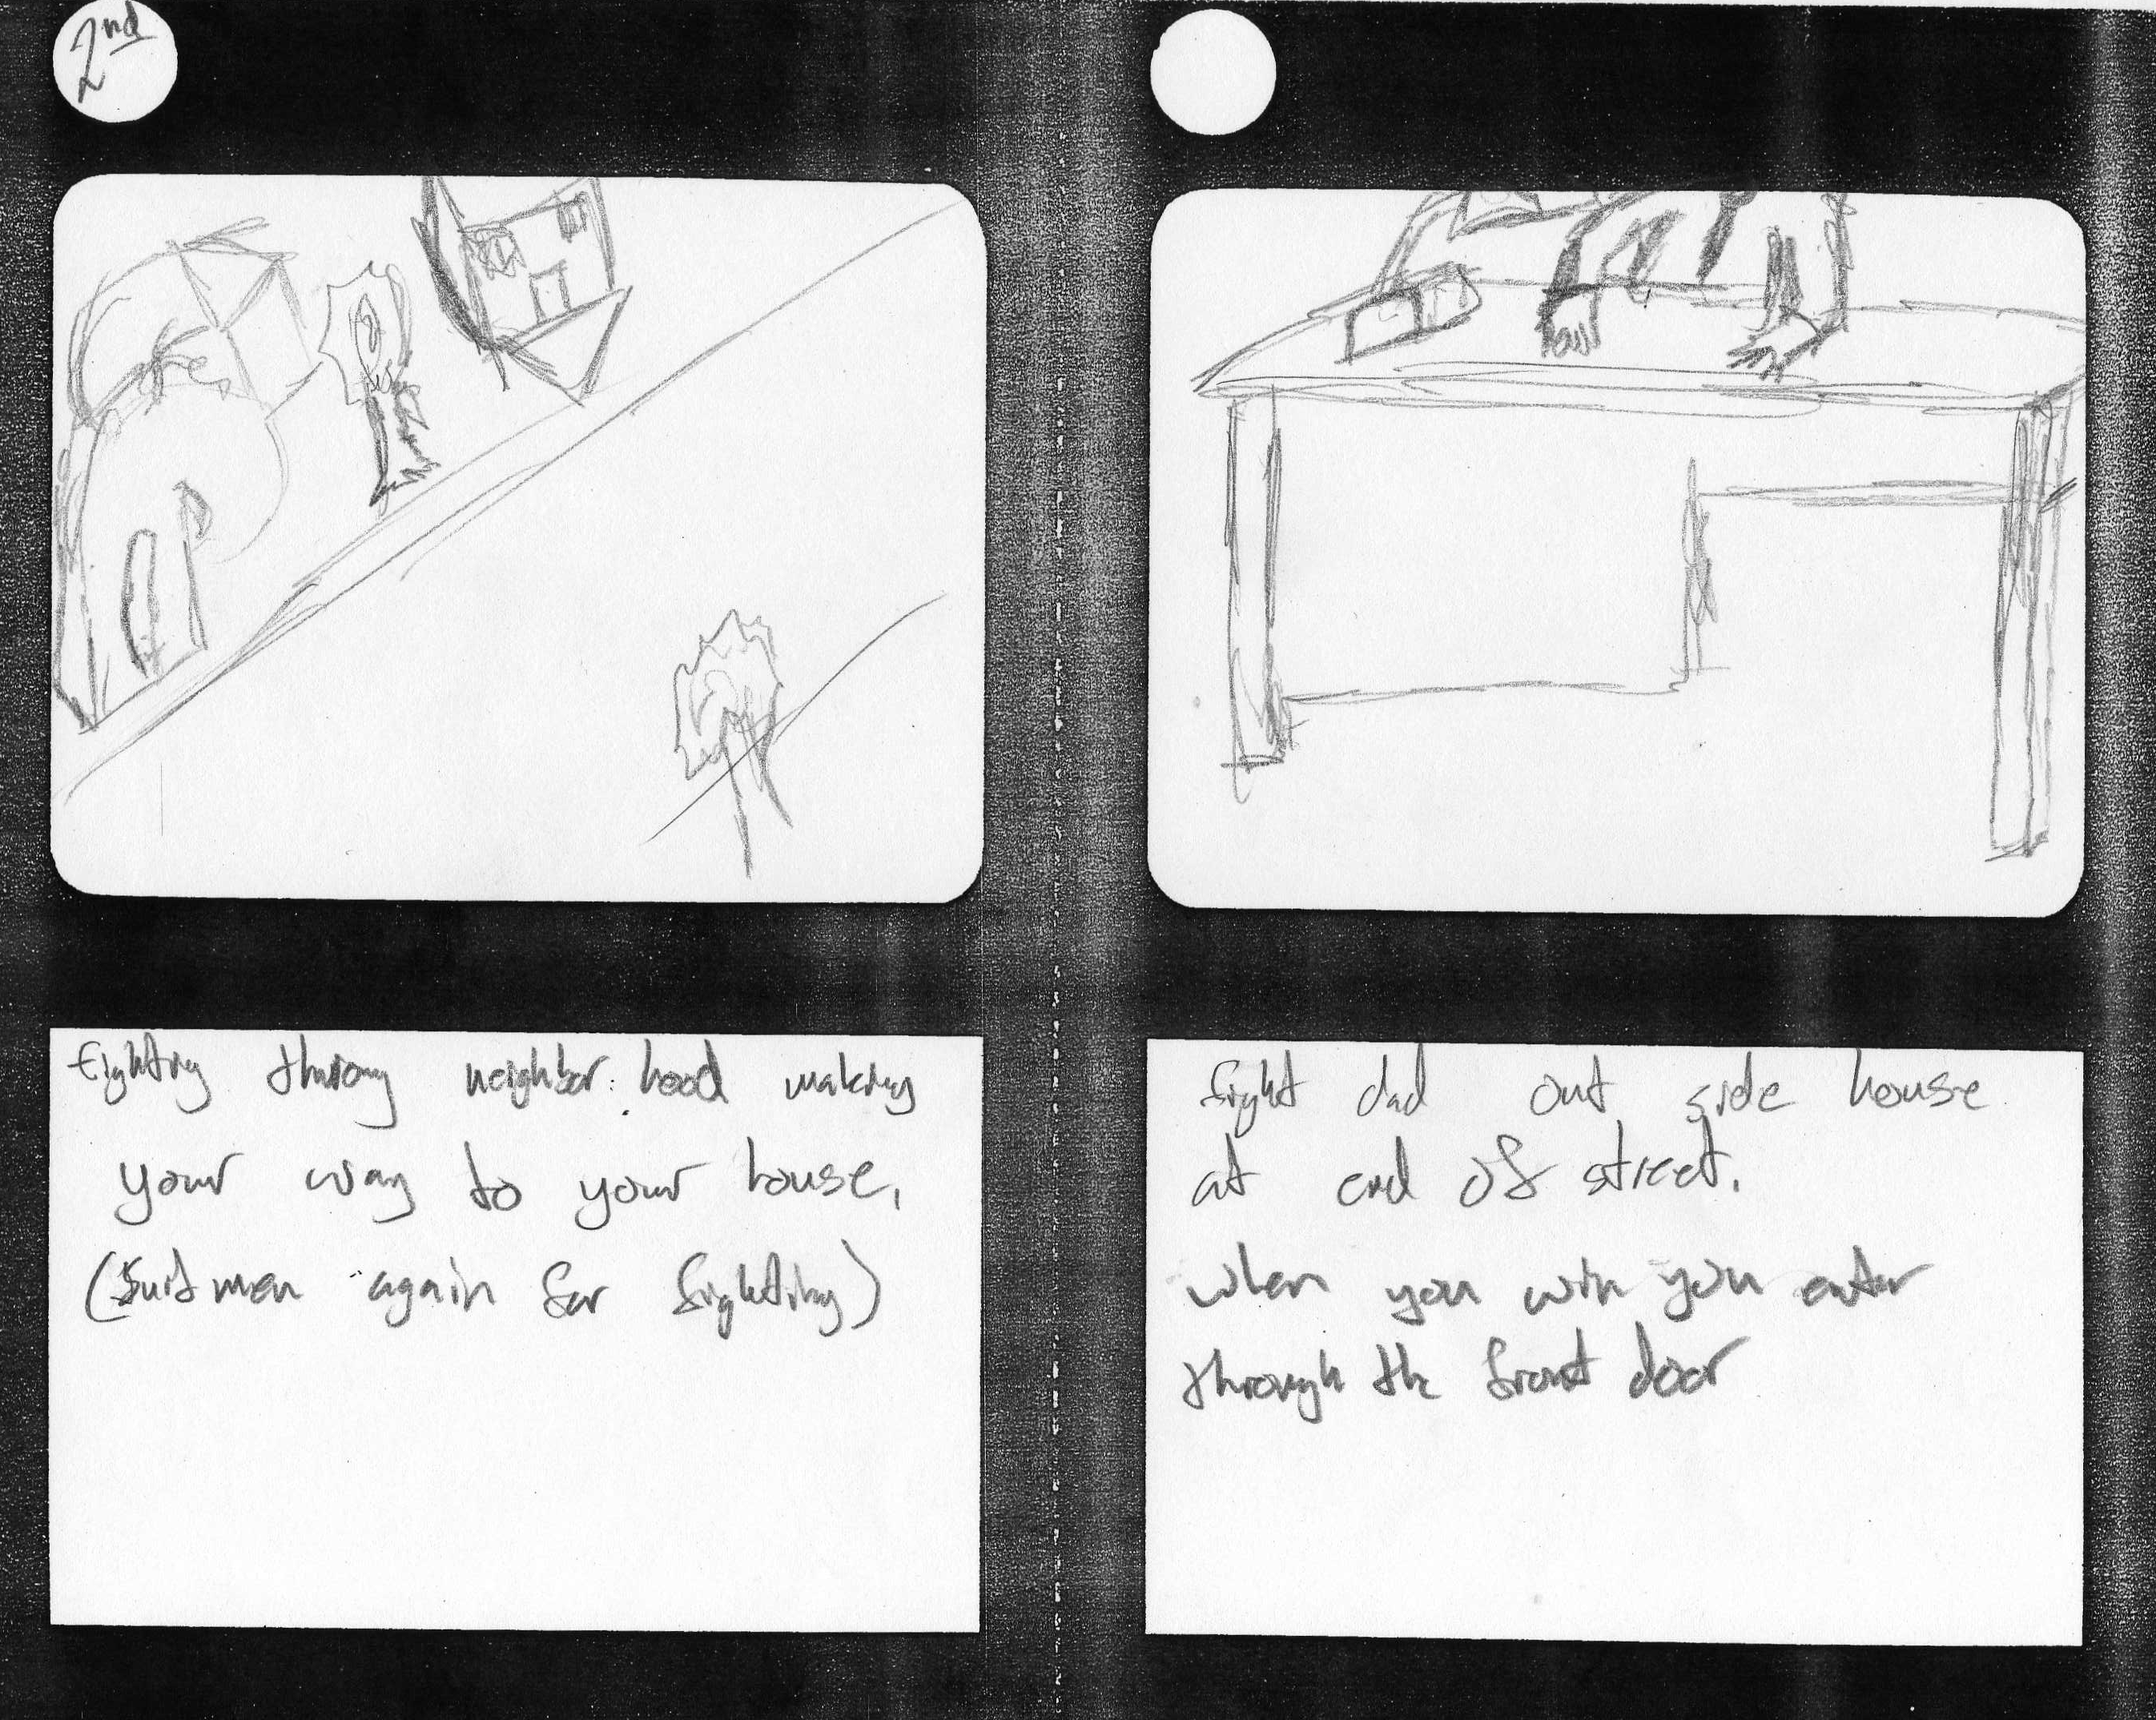 2nd
fighting throug neighbor hood making
your way to your house,
(Suit men again for fighting)
fight dad out side house
at end of street.
when you win you enter
through the front door